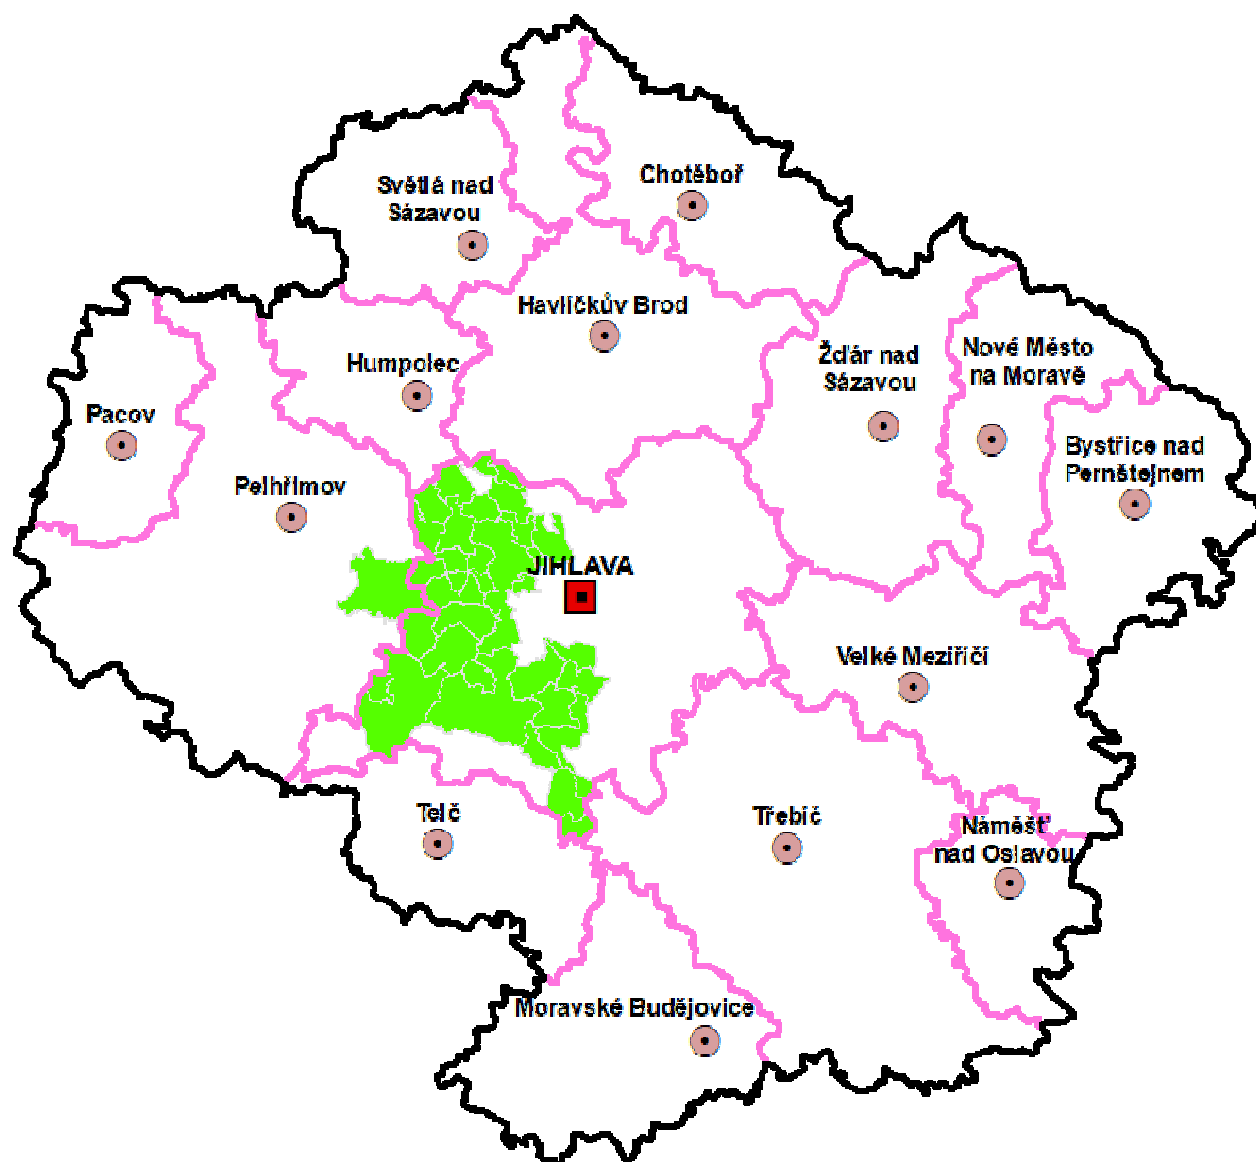 Chotěboř
Světlá nad
Sázavou
Havlíčkův Brod
Žďár nad
Sázavou
Nové Město
na Moravě
Humpolec
Pacov
Bystřice nad
Pernštejnem
Pelhřimov
JIHLAVA
Velké Meziříčí
Telč
Třebíč
Náměšť
nad Oslavou
Moravské Budějovice